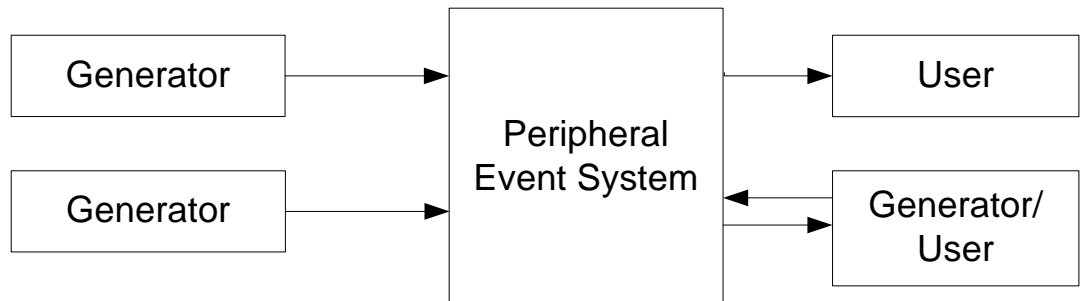 Generator
Generator
Peripheral
Event System
User
Generator/
User